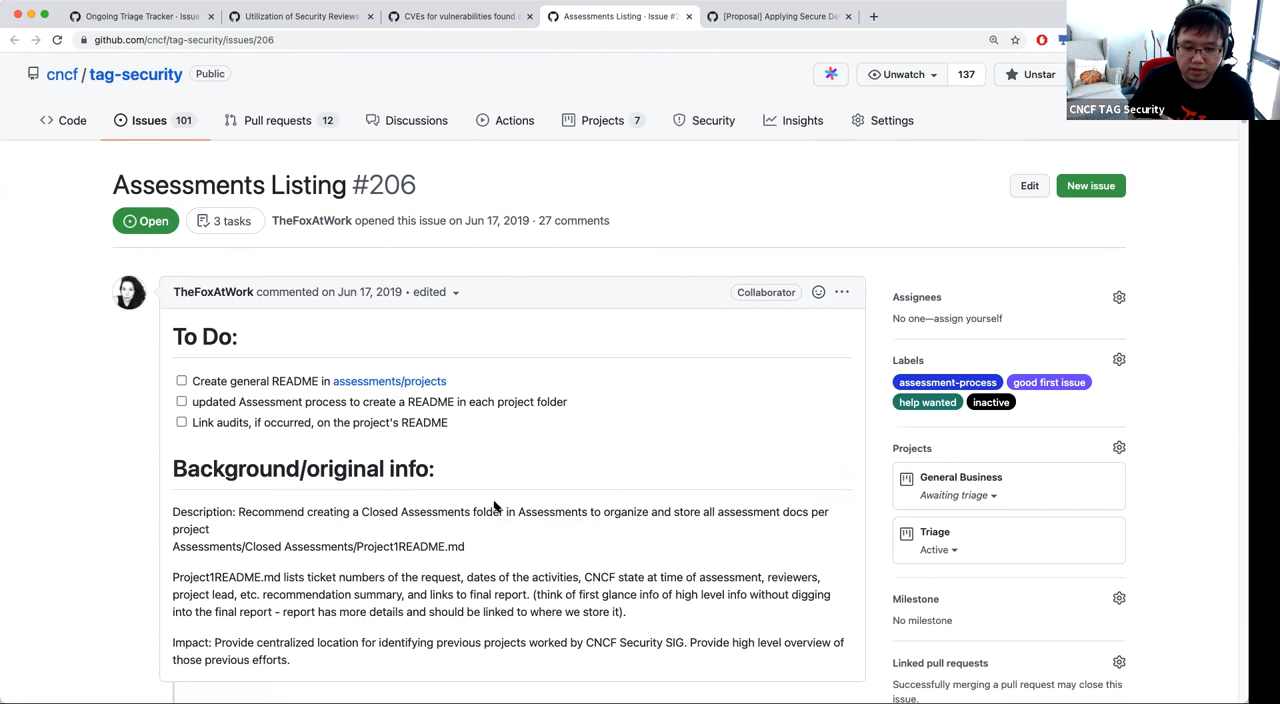 Ongoing Triage Tracker · Issue
Utilization of Security Reviews
CVEs for vulnerabilities found
Assessments Listing · Issue #2
[Proposal] Applying Secure De
github.com/cncf/tag-security/issues/206
CNCF TAG Security
cncf / tag-security Public
Unwatch 137 Unstar
Code Issues 101 Pull requests 12 Discussions Actions Projects 7 Security Insights Settings
Assessments Listing #206
Edit New issue
Open 3 tasks TheFoxAtWork opened this issue on Jun 17, 2019 · 27 comments
TheFoxAtWork commented on Jun 17, 2019 • edited Collaborator
To Do:
Create general README in assessments/projects
updated Assessment process to create a README in each project folder
Link audits, if occurred, on the project's README
Background/original info:
Description: Recommend creating a Closed Assessments folder in Assessments to organize and store all assessment docs per
project
Assessments/Closed Assessments/Project1README.md
Project1README.md lists ticket numbers of the request, dates of the activities, CNCF state at time of assessment, reviewers,
project lead, etc. recommendation summary, and links to final report. (think of first glance info of high level info without digging
into the final report - report has more details and should be linked to where we store it).
Impact: Provide centralized location for identifying previous projects worked by CNCF Security SIG. Provide high level overview of
those previous efforts.
Assignees
No one—assign yourself
Labels
assessment-process good first issue
help wanted inactive
Projects
General Business
Awaiting triage
Triage
Active
Milestone
No milestone
Linked pull requests
Successfully merging a pull request may close this
issue.